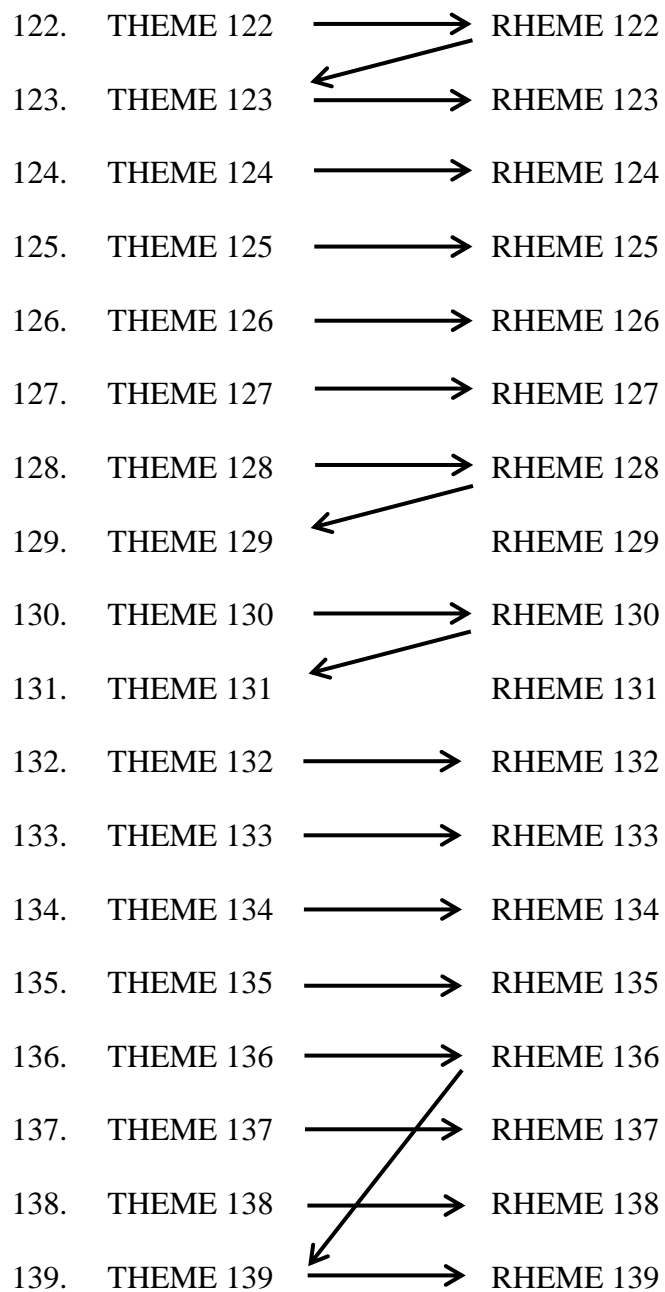 122. THEME 122 RHEME 122
123. THEME 123 RHEME 123
124. THEME 124 RHEME 124
125. THEME 125 RHEME 125
126. THEME 126 RHEME 126
127. THEME 127 RHEME 127
128. THEME 128 RHEME 128
129. THEME 129 RHEME 129
130. THEME 130 RHEME 130
131. THEME 131 RHEME 131
132. THEME 132 RHEME 132
133. THEME 133 RHEME 133
134. THEME 134 RHEME 134
135. THEME 135 RHEME 135
136. THEME 136 RHEME 136
137. THEME 137 RHEME 137
138. THEME 138 RHEME 138
139. THEME 139 RHEME 139